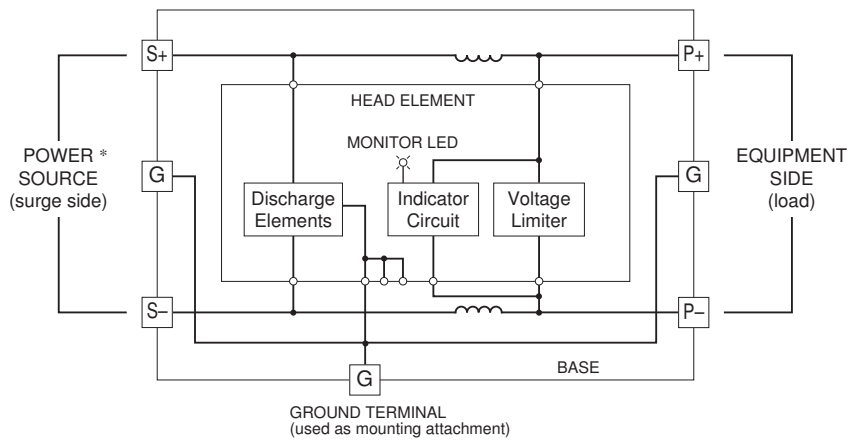 S+
P+
HEAD ELEMENT
MONITOR LED
POWER *
SOURCE
(surge side)
G
Discharge
Elements
Indicator
Circuit
Voltage
Limiter
G
EQUIPMENT
SIDE
(load)
S–
P–
G
BASE
GROUND TERMINAL
(used as mounting attachment)